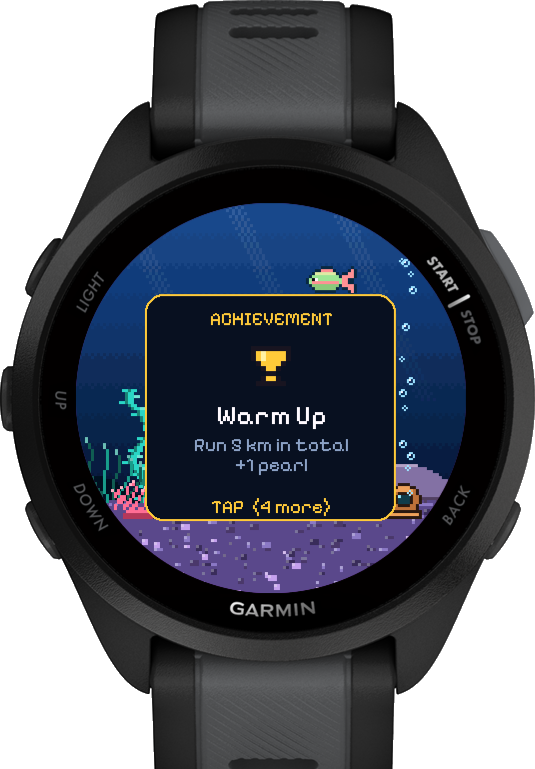 START
STOP
LIGHT
ACHIEVEMENT
Warm Up
UP
Run 5 km in total
+1 pearl
DOWN
BACK
TAP (4 more)
GARMIN